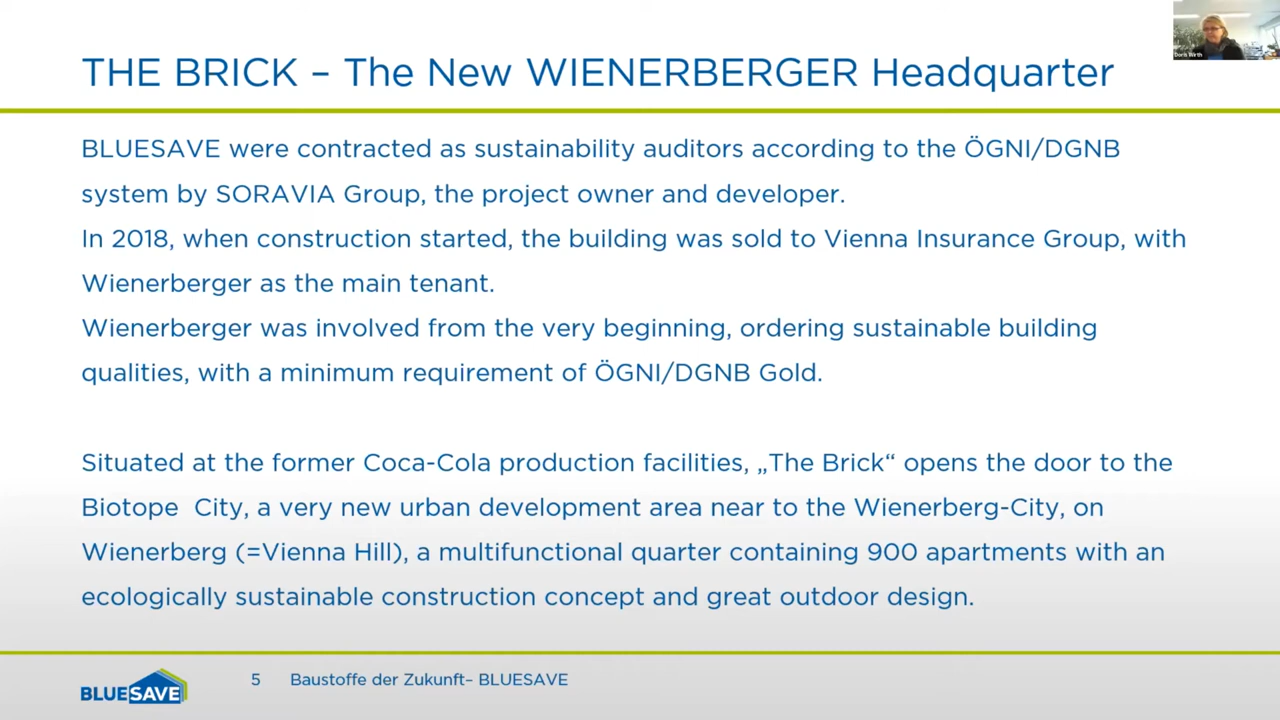 THE BRICK – The New WIENERBERGER Headquarter
Doris Wirth
BLUESAVE were contracted as sustainability auditors according to the ÖGNI/DGNB
system by SORAVIA Group, the project owner and developer.
In 2018, when construction started, the building was sold to Vienna Insurance Group, with
Wienerberger as the main tenant.
Wienerberger was involved from the very beginning, ordering sustainable building
qualities, with a minimum requirement of ÖGNI/DGNB Gold.
Situated at the former Coca-Cola production facilities, „The Brick“ opens the door to the
Biotope  City, a very new urban development area near to the Wienerberg-City, on
Wienerberg (=Vienna Hill), a multifunctional quarter containing 900 apartments with an
ecologically sustainable construction concept and great outdoor design.
BLUESAVE
5 Baustoffe der Zukunft– BLUESAVE